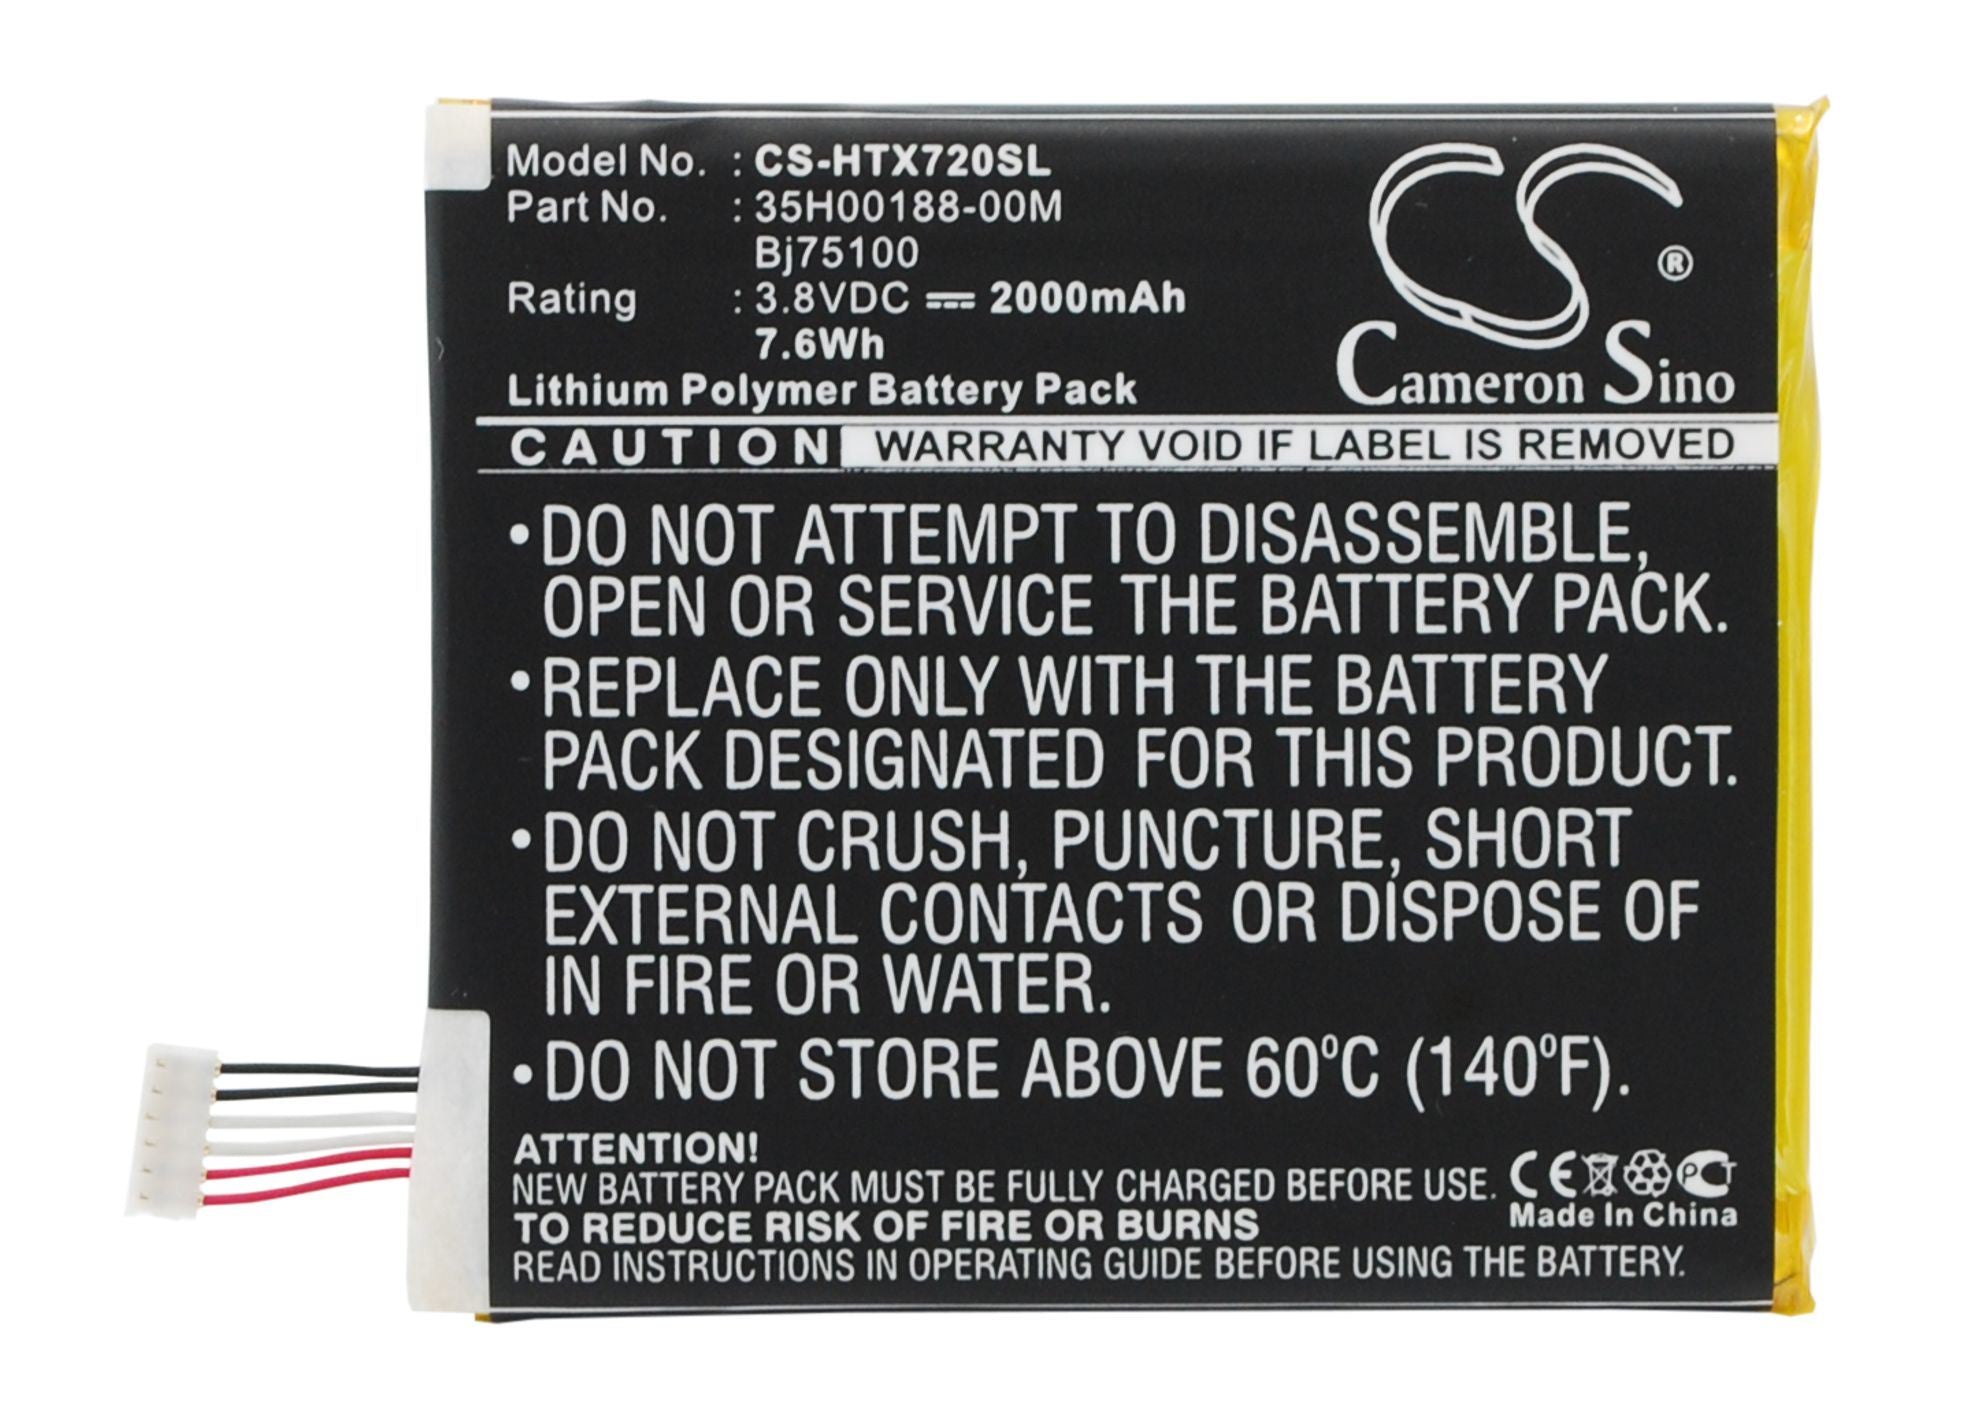 Model No. : CS-HTX720SL
Part No. : 35H00188-00M
Bj75100
Rating : 3.8VDC ⎓ 2000mAh
7.6Wh
Lithium Polymer Battery Pack
CS ®
Cameron Sino
CAUTION WARRANTY VOID IF LABEL IS REMOVED
• DO NOT ATTEMPT TO DISASSEMBLE,
OPEN OR SERVICE THE BATTERY PACK.
• REPLACE ONLY WITH THE BATTERY
PACK DESIGNATED FOR THIS PRODUCT.
• DO NOT CRUSH, PUNCTURE, SHORT
EXTERNAL CONTACTS OR DISPOSE OF
IN FIRE OR WATER.
• DO NOT STORE ABOVE 60⁰C (140⁰F).
ATTENTION!
NEW BATTERY PACK MUST BE FULLY CHARGED BEFORE USE.
TO REDUCE RISK OF FIRE OR BURNS
READ INSTRUCTIONS IN OPERATING GUIDE BEFORE USING THE BATTERY.
CE PCT
Made In China